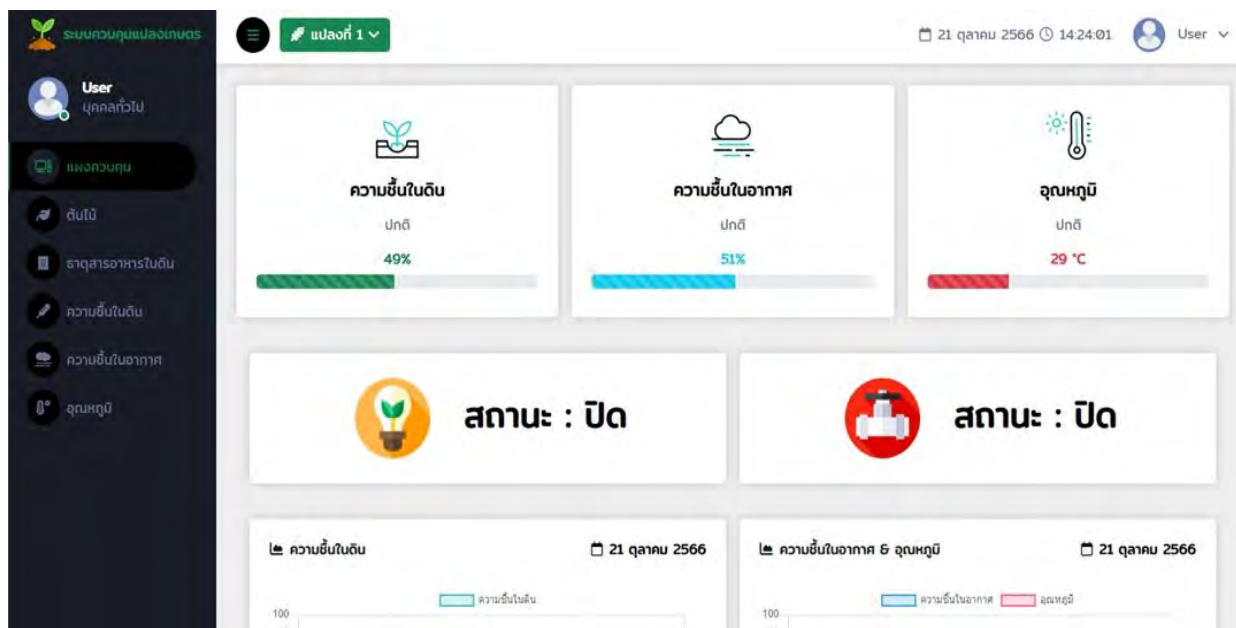 ระบบควบคุมแปลงเกษตร
แปลงที่ 1
21 ตุลาคม 2566 14:24:01
User
User
บุคคลทั่วไป
แผงควบคุม
ต้นไม้
ธาตุสารอาหารในดิน
ความชื้นในดิน
ความชื้นในอากาศ
อุณหภูมิ
ความชื้นในดิน
ปกติ
49%
ความชื้นในอากาศ
ปกติ
51%
อุณหภูมิ
ปกติ
29 °C
สถานะ : ปิด
สถานะ : ปิด
ความชื้นในดิน
21 ตุลาคม 2566
ความชื้นในดิน
100
ความชื้นในอากาศ & อุณหภูมิ
21 ตุลาคม 2566
ความชื้นในอากาศ อุณหภูมิ
100